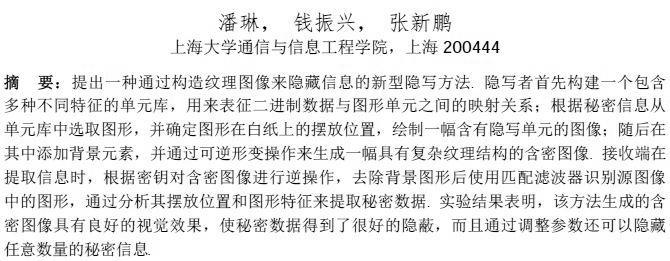 潘琳， 钱振兴， 张新鹏
上海大学通信与信息工程学院，上海 200444
摘 要：提出一种通过构造纹理图像来隐藏信息的新型隐写方法. 隐写者首先构建一个包含
多种不同特征的单元库，用来表征二进制数据与图形单元之间的映射关系；根据秘密信息从
单元库中选取图形，并确定图形在白纸上的摆放位置，绘制一幅含有隐写单元的图像；随后在
其中添加背景元素，并通过可逆形变操作来生成一幅具有复杂纹理结构的含密图像. 接收端在
提取信息时，根据密钥对含密图像进行逆操作，去除背景图形后使用匹配滤波器识别源图像
中的图形，通过分析其摆放位置和图形特征来提取秘密数据. 实验结果表明，该方法生成的含
密图像具有良好的视觉效果，使秘密数据得到了很好的隐蔽，而且通过调整参数还可以隐藏
任意数量的秘密信息.